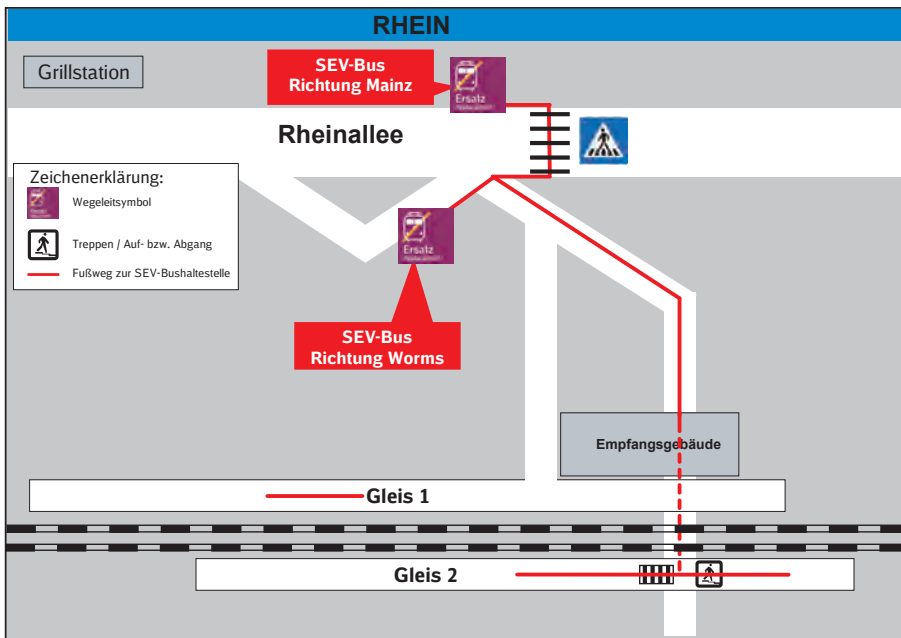 RHEIN
Grillstation
SEV-Bus
Richtung Mainz
Ersatz
Rheinallee
Zeichenerklärung:
Wegeleitsymbol
Treppen / Auf- bzw. Abgang
Fußweg zur SEV-Bushaltestelle
Ersatz
SEV-Bus
Richtung Worms
Empfangsgebäude
Gleis 1
Gleis 2